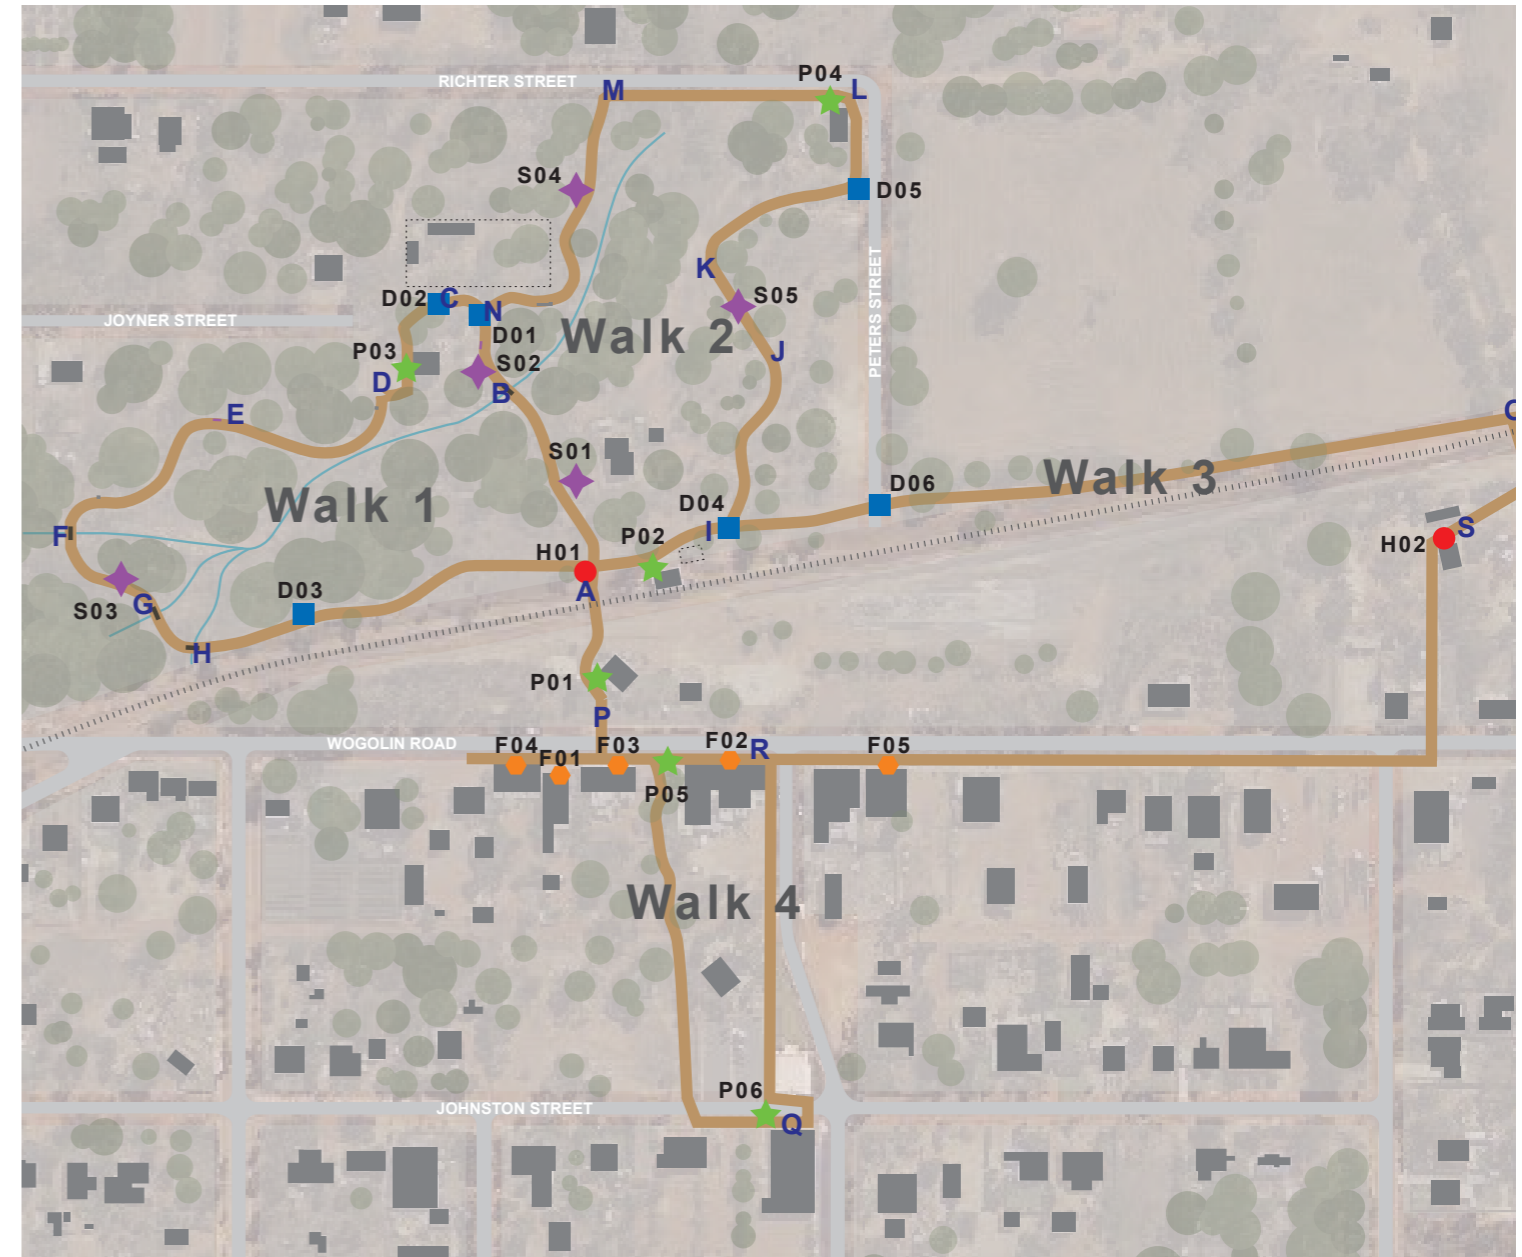 P04
L
RICHTER STREET
M
S04
D05
PETERS STREET
K
D02
C
N
S05
D01
JOYNER STREET
Walk 2
P03
S02
J
D
B
E
S01
Walk 3
Walk 1
D06
D04
I
F
P02
H01
S
H02
A
S03
G
D03
H
P01
P
WOGOLIN ROAD
F04
F01
F03
F02
R
F05
P05
Walk 4
P06
JOHNSTON STREET
Q